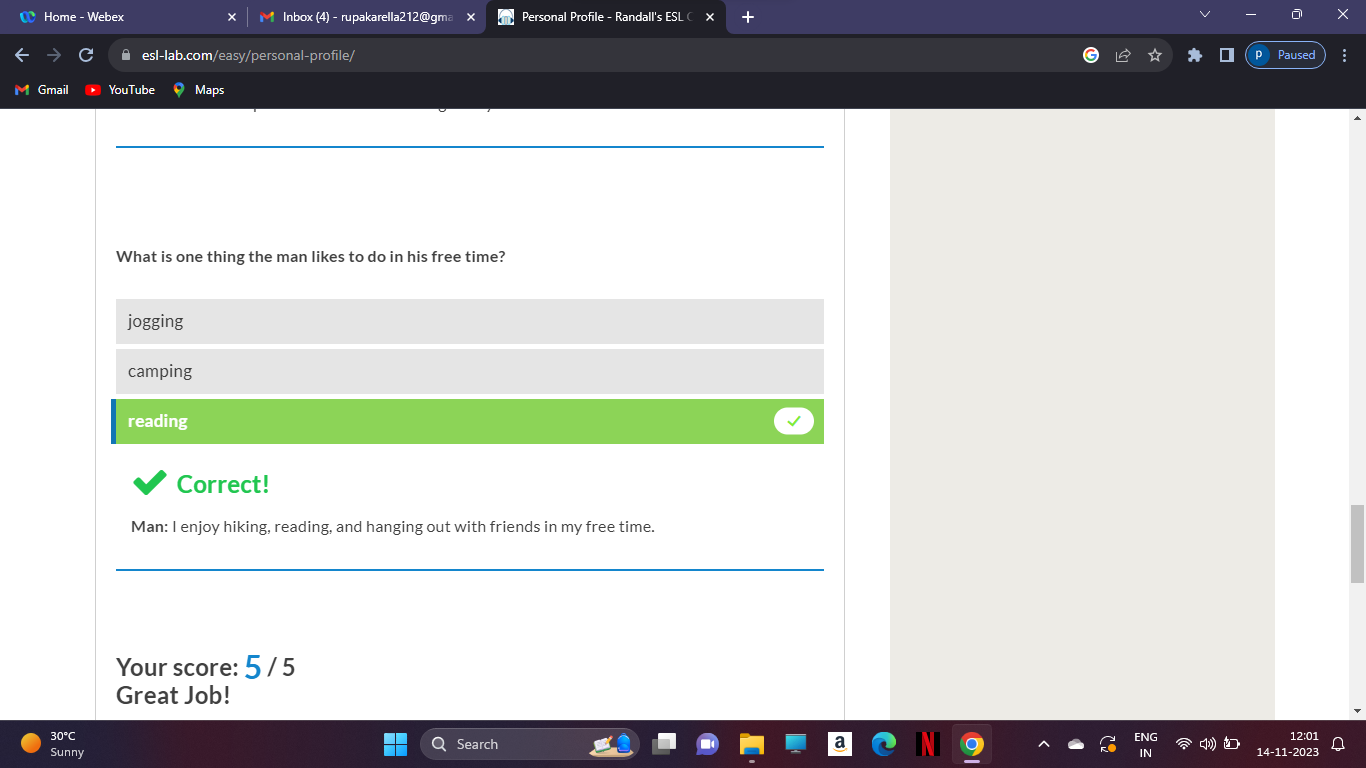 Home - Webex
Inbox (4) - rupakarella212@gma
Personal Profile - Randall's ESL C
esl-lab.com/easy/personal-profile/
p Paused
Gmail YouTube Maps
What is one thing the man likes to do in his free time?
jogging
camping
reading
Correct!
Man: I enjoy hiking, reading, and hanging out with friends in my free time.
Your score: 5 / 5
Great Job!
30°C
Sunny
Search
a
N
ENG
IN
12:01
14-11-2023